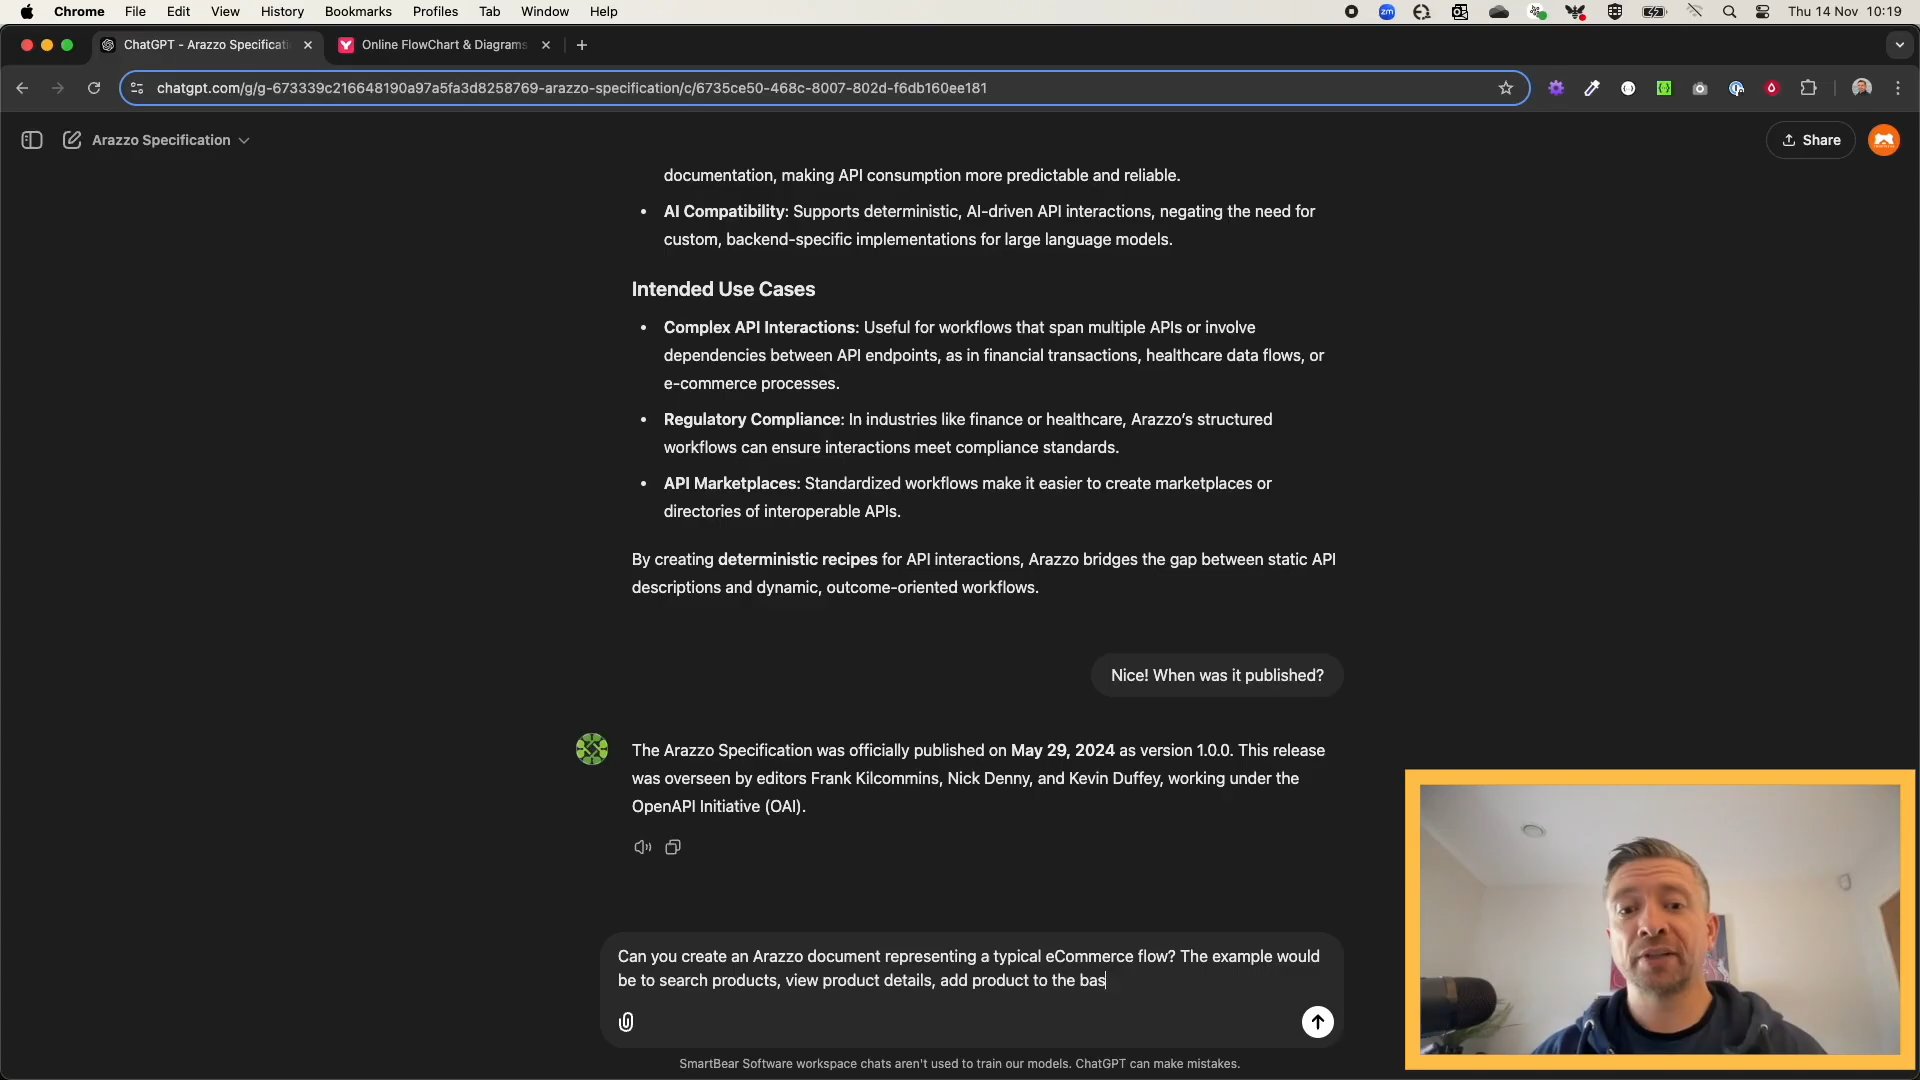 Chrome File Edit View History Bookmarks Profiles Tab Window Help
zm
Thu 14 Nov 10:19
ChatGPT - Arazzo Specificati
Online FlowChart & Diagrams
chatgpt.com/g/g-673339c216648190a97a5fa3d8258769-arazzo-specification/c/6735ce50-468c-8007-802d-f6db160ee181
Arazzo Specification
Share
documentation, making API consumption more predictable and reliable.
• AI Compatibility: Supports deterministic, AI-driven API interactions, negating the need for
custom, backend-specific implementations for large language models.
Intended Use Cases
• Complex API Interactions: Useful for workflows that span multiple APIs or involve
dependencies between API endpoints, as in financial transactions, healthcare data flows, or
e-commerce processes.
• Regulatory Compliance: In industries like finance or healthcare, Arazzo’s structured
workflows can ensure interactions meet compliance standards.
• API Marketplaces: Standardized workflows make it easier to create marketplaces or
directories of interoperable APIs.
By creating deterministic recipes for API interactions, Arazzo bridges the gap between static API
descriptions and dynamic, outcome-oriented workflows.
Nice! When was it published?
The Arazzo Specification was officially published on May 29, 2024 as version 1.0.0. This release
was overseen by editors Frank Kilcommins, Nick Denny, and Kevin Duffey, working under the
OpenAPI Initiative (OAI).
Can you create an Arazzo document representing a typical eCommerce flow? The example would
be to search products, view product details, add product to the bas
SmartBear Software workspace chats aren't used to train our models. ChatGPT can make mistakes.